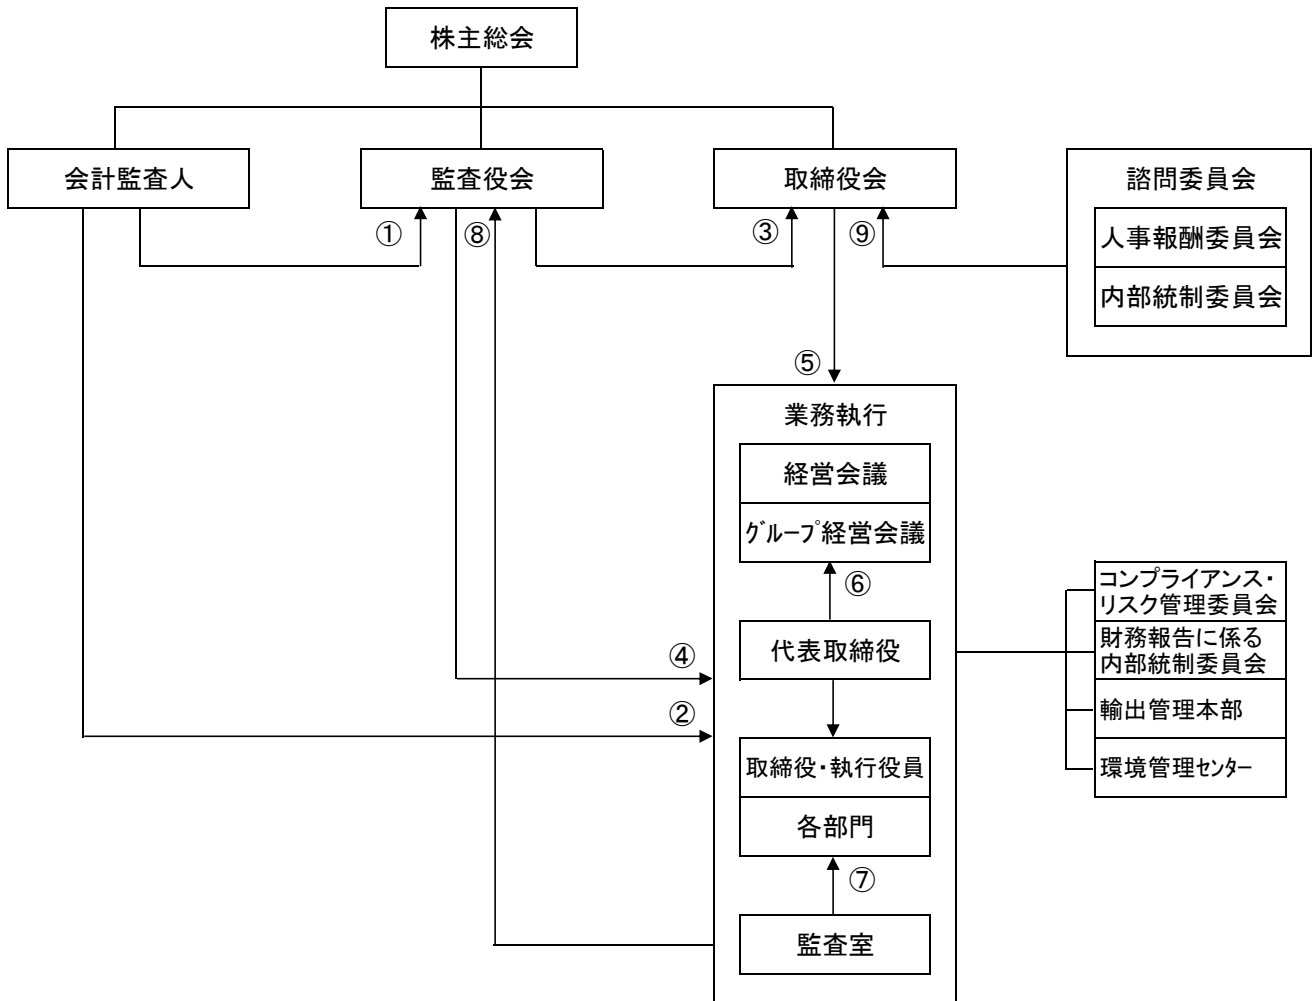 株主総会
会計監査人
監査役会
取締役会
諮問委員会
人事報酬委員会
内部統制委員会
①
⑧
③
⑨
⑤
業務執行
経営会議
グループ経営会議
⑥
代表取締役
④
②
取締役・執行役員
各部門
⑦
監査室
コンプライアンス・
リスク管理委員会
財務報告に係る
内部統制委員会
輸出管理本部
環境管理センター